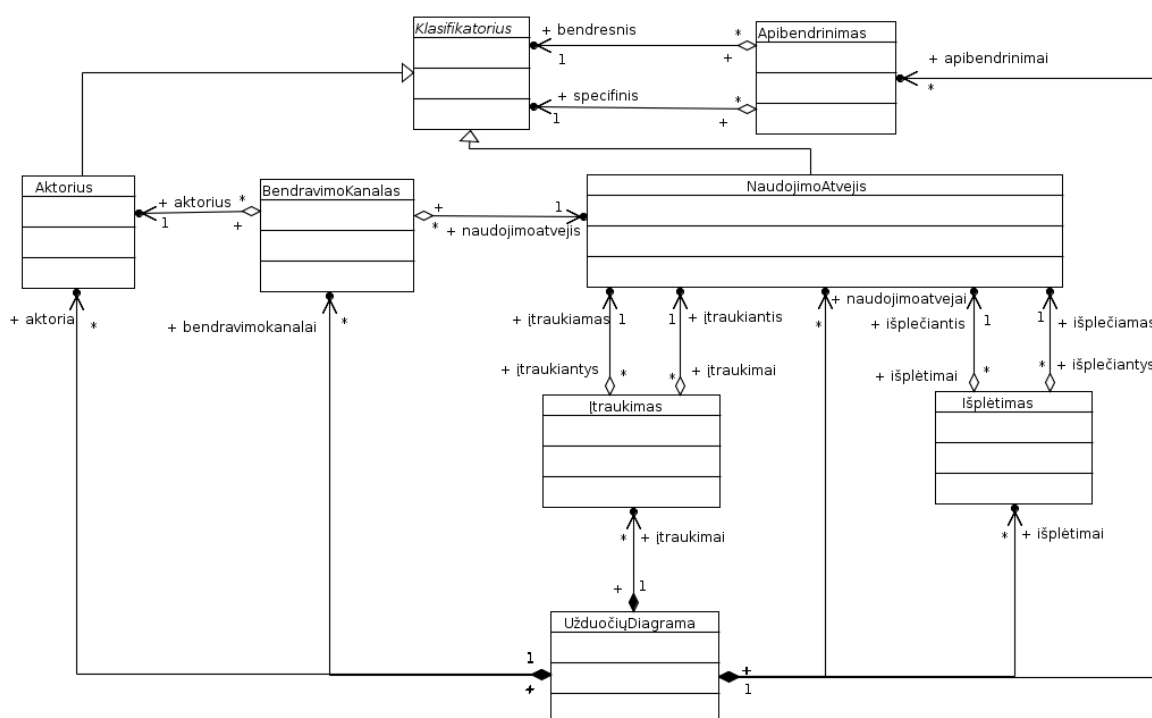 Klasifikatorius
+ bendresnis
*
Apibendrinimas
1
+
+ apibendrinimai
*
+ specifinis
*
1
+
Aktorius
BendravimoKanalas
NaudojimoAtvejis
+ aktorius
*
1
+
+
1
*
+ naudojimoatvejis
+ aktoriai
*
+ bendravimokanalai
*
+ įtraukiamas
1
1
+ įtraukiantis
+ naudojimoatvejai
*
+ išplečiantis
1
1
+ išplečiamas
+ įtraukiantys
*
*
+ įtraukimai
+ išplėtimai
*
*
+ išplečiantys
Įtraukimas
Išplėtimas
*
+ įtraukimai
*
+ išplėtimai
+
1
UžduočiųDiagrama
1
+
+
1